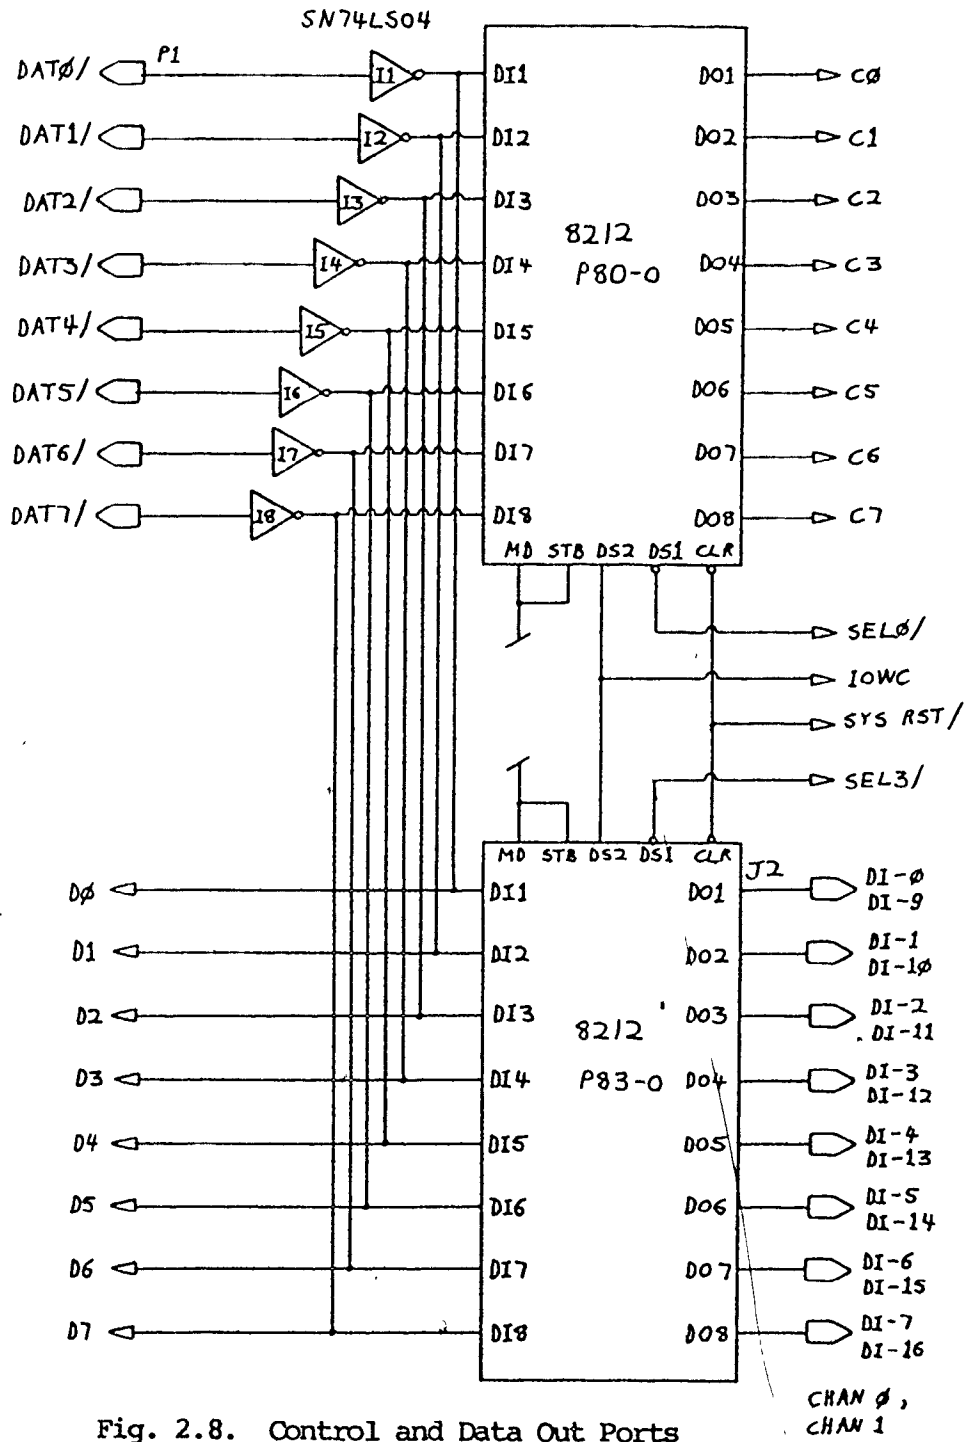 SN74LS04
DATØ/ P1 I1 DI1 DO1 CØ
DAT1/ I2 DI2 DO2 C1
DAT2/ I3 DI3 DO3 C2
8212
DAT3/ I4 DI4 P80-0 DO4 C3
DAT4/ I5 DI5 DO5 C4
DAT5/ I6 DI6 DO6 C5
DAT6/ I7 DI7 DO7 C6
DAT7/ I8 DI8 DO8 C7
MD STB DS2 DS1 CLR
SELØ/
IOWC
SYS RST/
SEL3/
MD STB DS2 DS1 CLR
J2
DØ DI1 DO1 DI-Ø
DI-9
D1 DI2 DO2 DI-1
DI-1Ø
D2 DI3 DO3 DI-2
8212 DI-11
D3 DI4 P83-0 DO4 DI-3
DI-12
D4 DI5 DO5 DI-4
DI-13
D5 DI6 DO6 DI-5
DI-14
D6 DI7 DO7 DI-6
DI-15
D7 DI8 DO8 DI-7
DI-16
CHAN Ø,
CHAN 1
Fig. 2.8. Control and Data Out Ports